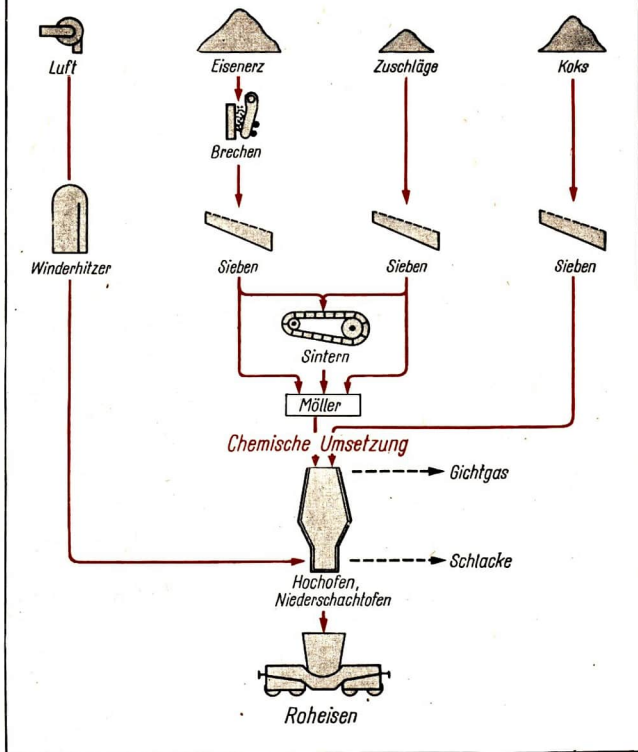 Luft
Eisenerz
Zuschläge
Koks
Brechen
Winderhitzer
Sieben
Sieben
Sieben
Sintern
Möller
Chemische Umsetzung
Gichtgas
Schlacke
Hochofen,
Niederschachtofen
Roheisen